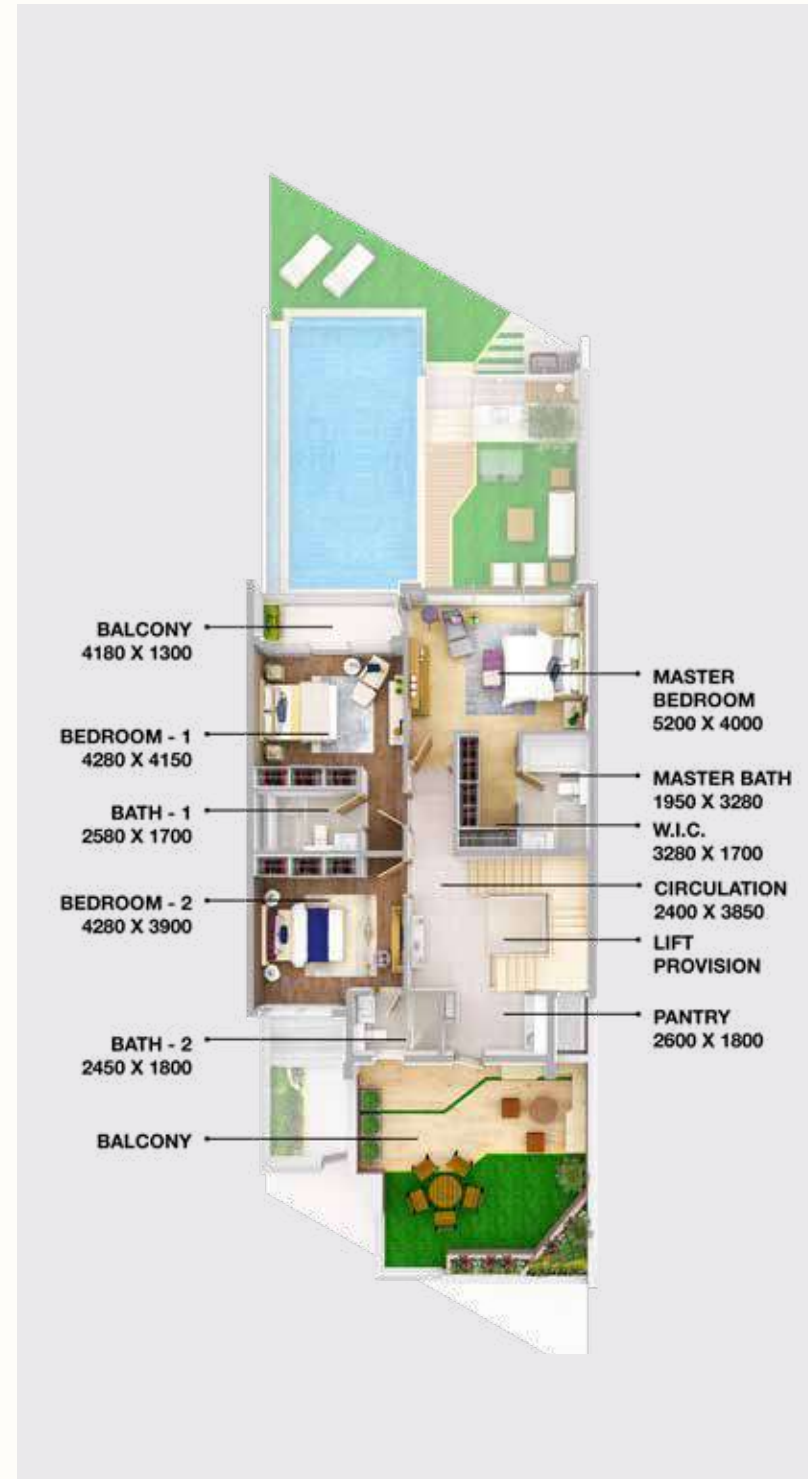 BALCONY
4180 X 1300
BEDROOM - 1
4280 X 4150
BATH - 1
2580 X 1700
BEDROOM - 2
4280 X 3900
BATH - 2
2450 X 1800
BALCONY
MASTER
BEDROOM
5200 X 4000
MASTER BATH
1950 X 3280
W.I.C.
3280 X 1700
CIRCULATION
2400 X 3850
LIFT
PROVISION
PANTRY
2600 X 1800